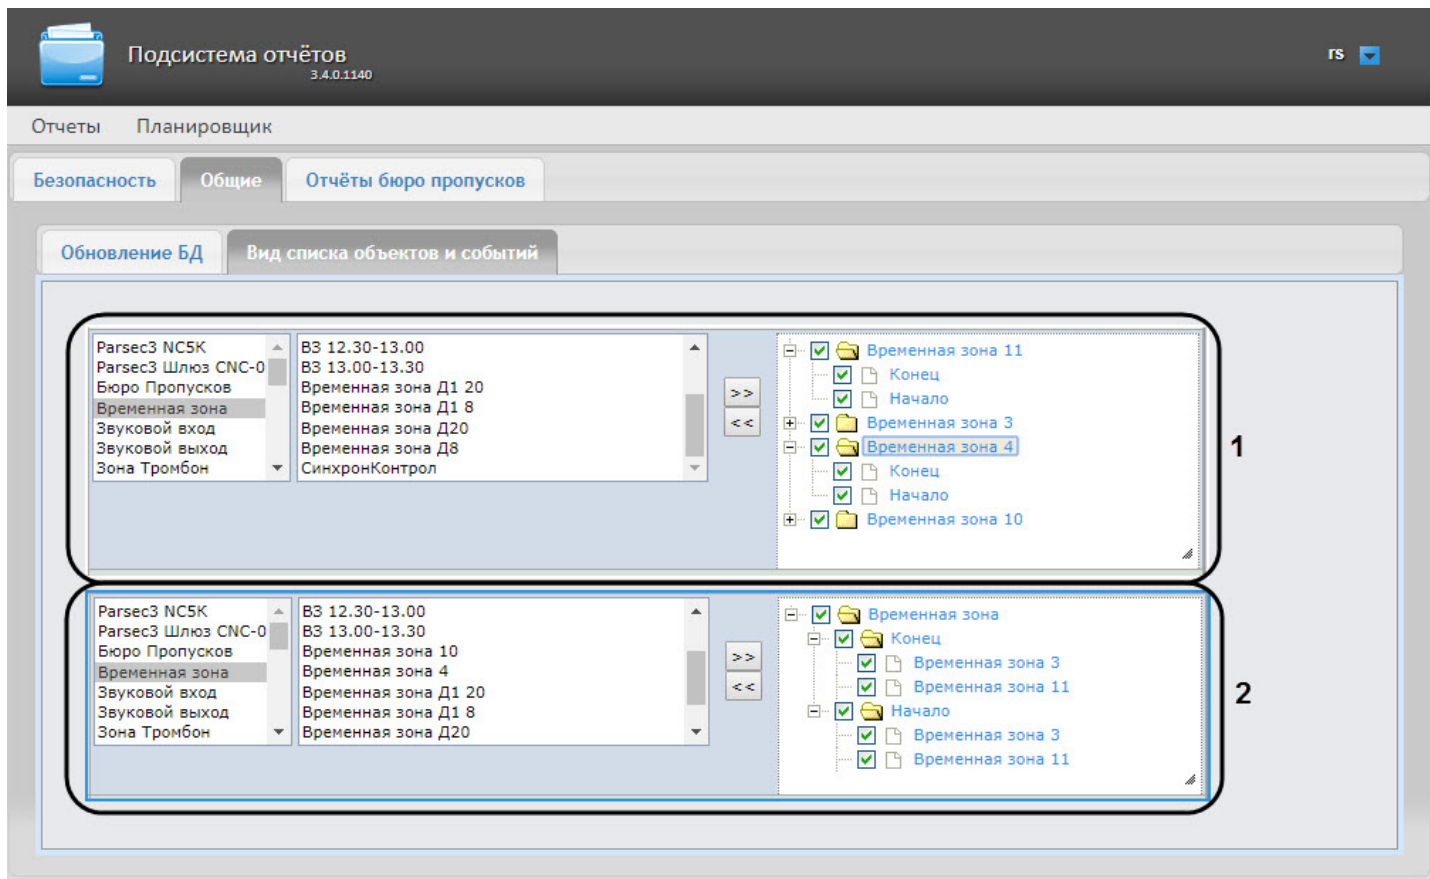 Подсистема отчётов
3.4.0.1140
rs
Отчеты Планировщик
Безопасность Общие Отчёты бюро пропусков
Обновление БД Вид списка объектов и событий
Parsec3 NC5K
Parsec3 Шлюз CNC-0
Бюро Пропусков
Временная зона
Звуковой вход
Звуковой выход
Зона Тромбон
ВЗ 12.30-13.00
ВЗ 13.00-13.30
Временная зона Д1 20
Временная зона Д1 8
Временная зона Д20
Временная зона Д8
СинхронКонтрол
>>
<<
Временная зона 11
Конец
Начало
Временная зона 3
Временная зона 4
Конец
Начало
Временная зона 10
1
Parsec3 NC5K
Parsec3 Шлюз CNC-0
Бюро Пропусков
Временная зона
Звуковой вход
Звуковой выход
Зона Тромбон
ВЗ 12.30-13.00
ВЗ 13.00-13.30
Временная зона 10
Временная зона 4
Временная зона Д1 20
Временная зона Д1 8
Временная зона Д20
>>
<<
Временная зона
Конец
Временная зона 3
Временная зона 11
Начало
Временная зона 3
Временная зона 11
2